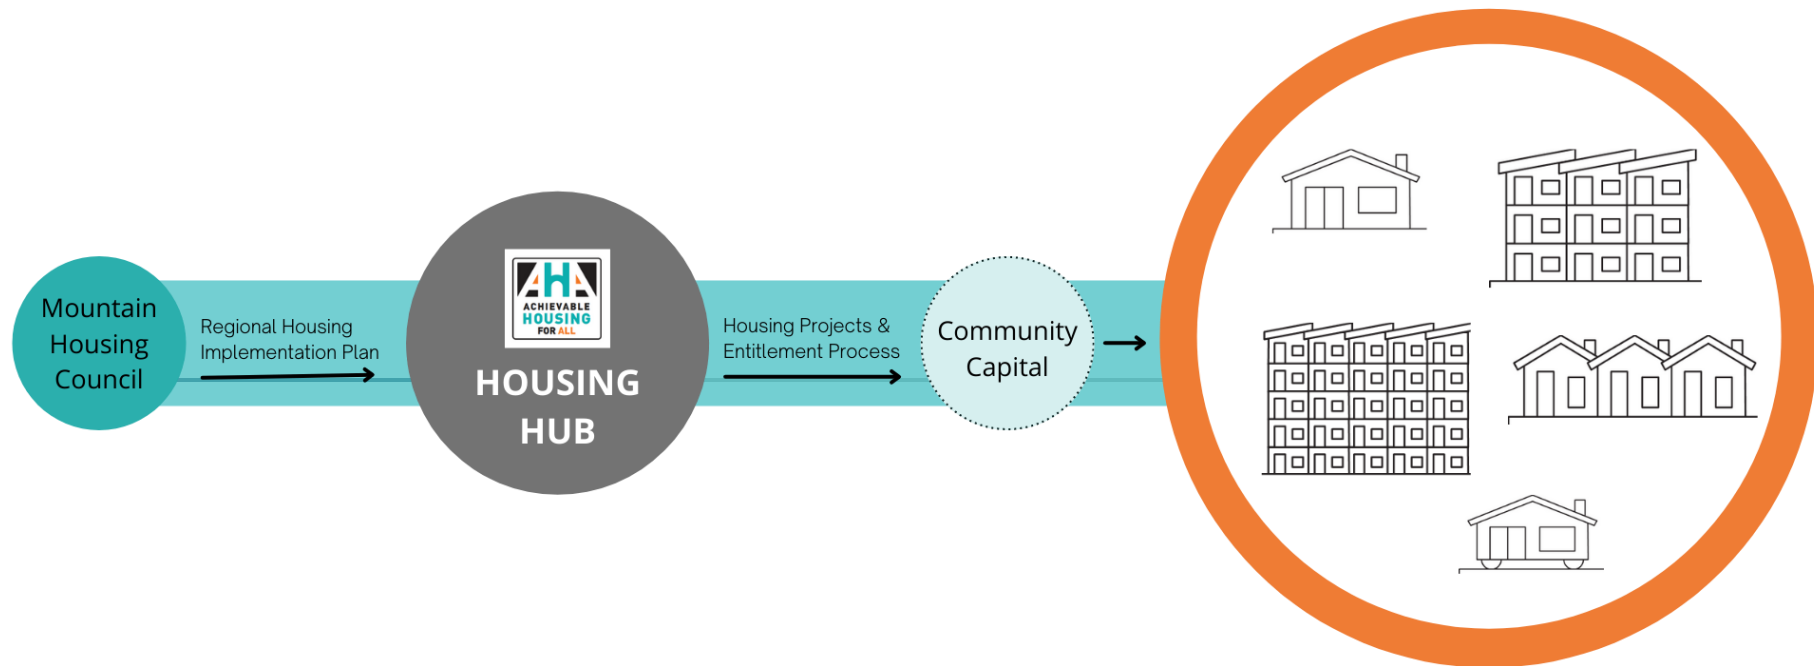 Mountain
Housing
Council
Regional Housing
Implementation Plan
AHA
ACHIEVABLE
HOUSING
FOR ALL
HOUSING
HUB
Housing Projects &
Entitlement Process
Community
Capital